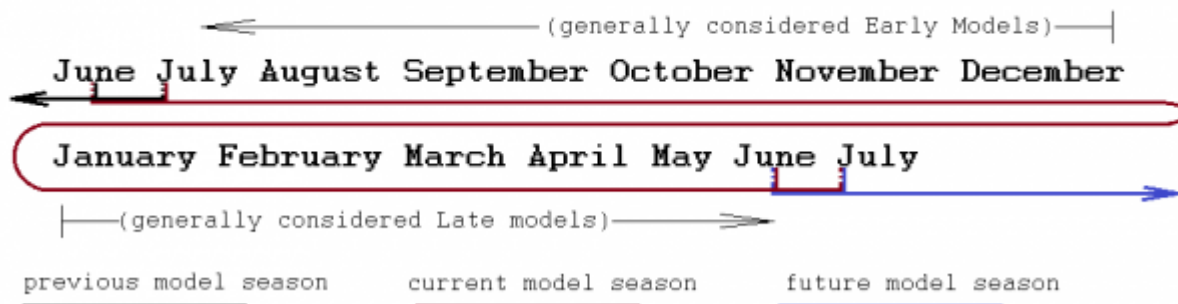 (generally considered Early Models)
June July August September October November December
January February March April May June July
(generally considered Late models)
previous model season current model season future model season